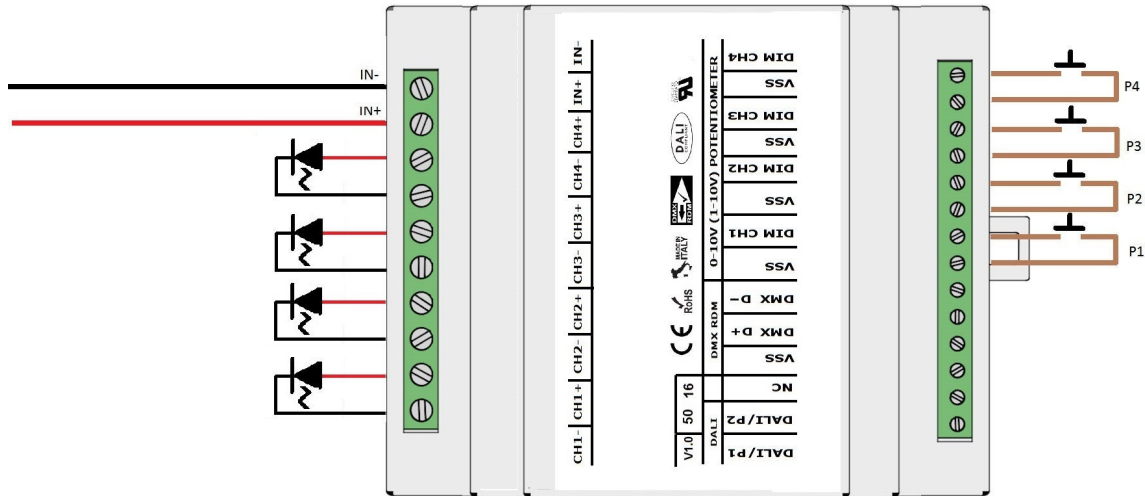 IN-
IN+
CH1-
CH1+
CH2-
CH2+
CH3-
CH3+
CH4-
CH4+
IN+
IN-
V1.0 50 16
RoHS
MADE IN
ITALY
DMX
RDM
DALI
DALI
DMX RDM
0-10V (1-10V) POTENTIOMETER
DIM CH4
VSS
DIM CH3
VSS
DIM CH2
VSS
DIM CH1
VSS
DMX D-
DMX D+
VSS
NC
DALI/P2
DALI/P1
P4
P3
P2
P1